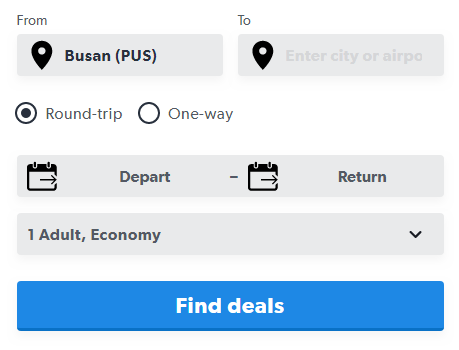 From To
Busan (PUS) Enter city or airpo
Round-trip One-way
Depart – Return
1 Adult, Economy
Find deals